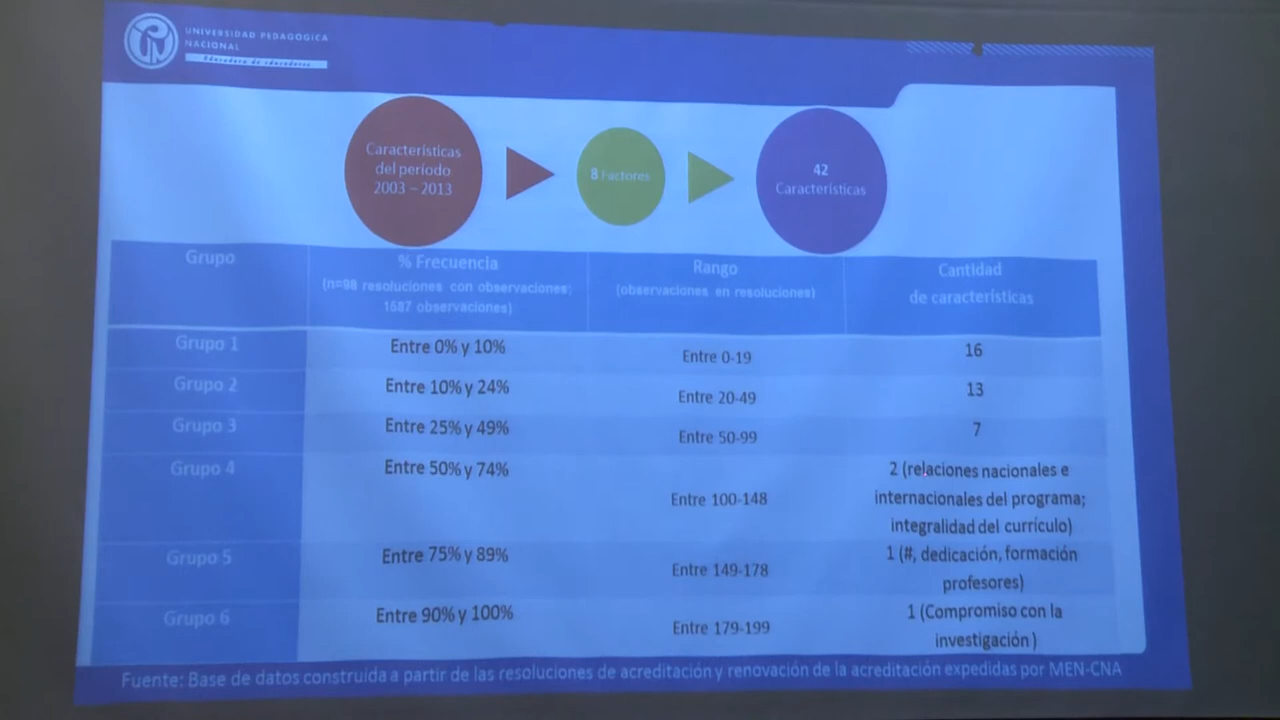 UNIVERSIDAD PEDAGOGICA
NACIONAL
Educadora de educadores
Características
del período
2003 – 2013
8 Factores
42
Características
Grupo
% Frecuencia
(n=98 resoluciones con observaciones;
1587 observaciones)
Rango
(observaciones en resoluciones)
Cantidad
de características
Grupo 1
Entre 0% y 10%
Entre 0-19
16
Grupo 2
Entre 10% y 24%
Entre 20-49
13
Grupo 3
Entre 25% y 49%
Entre 50-99
7
Grupo 4
Entre 50% y 74%
Entre 100-148
2 (relaciones nacionales e
internacionales del programa;
integralidad del currículo)
Grupo 5
Entre 75% y 89%
Entre 149-178
1 (#, dedicación, formación
profesores)
Grupo 6
Entre 90% y 100%
Entre 179-199
1 (Compromiso con la
investigación )
Fuente: Base de datos construida a partir de las resoluciones de acreditación y renovación de la acreditación expedidas por MEN-CNA